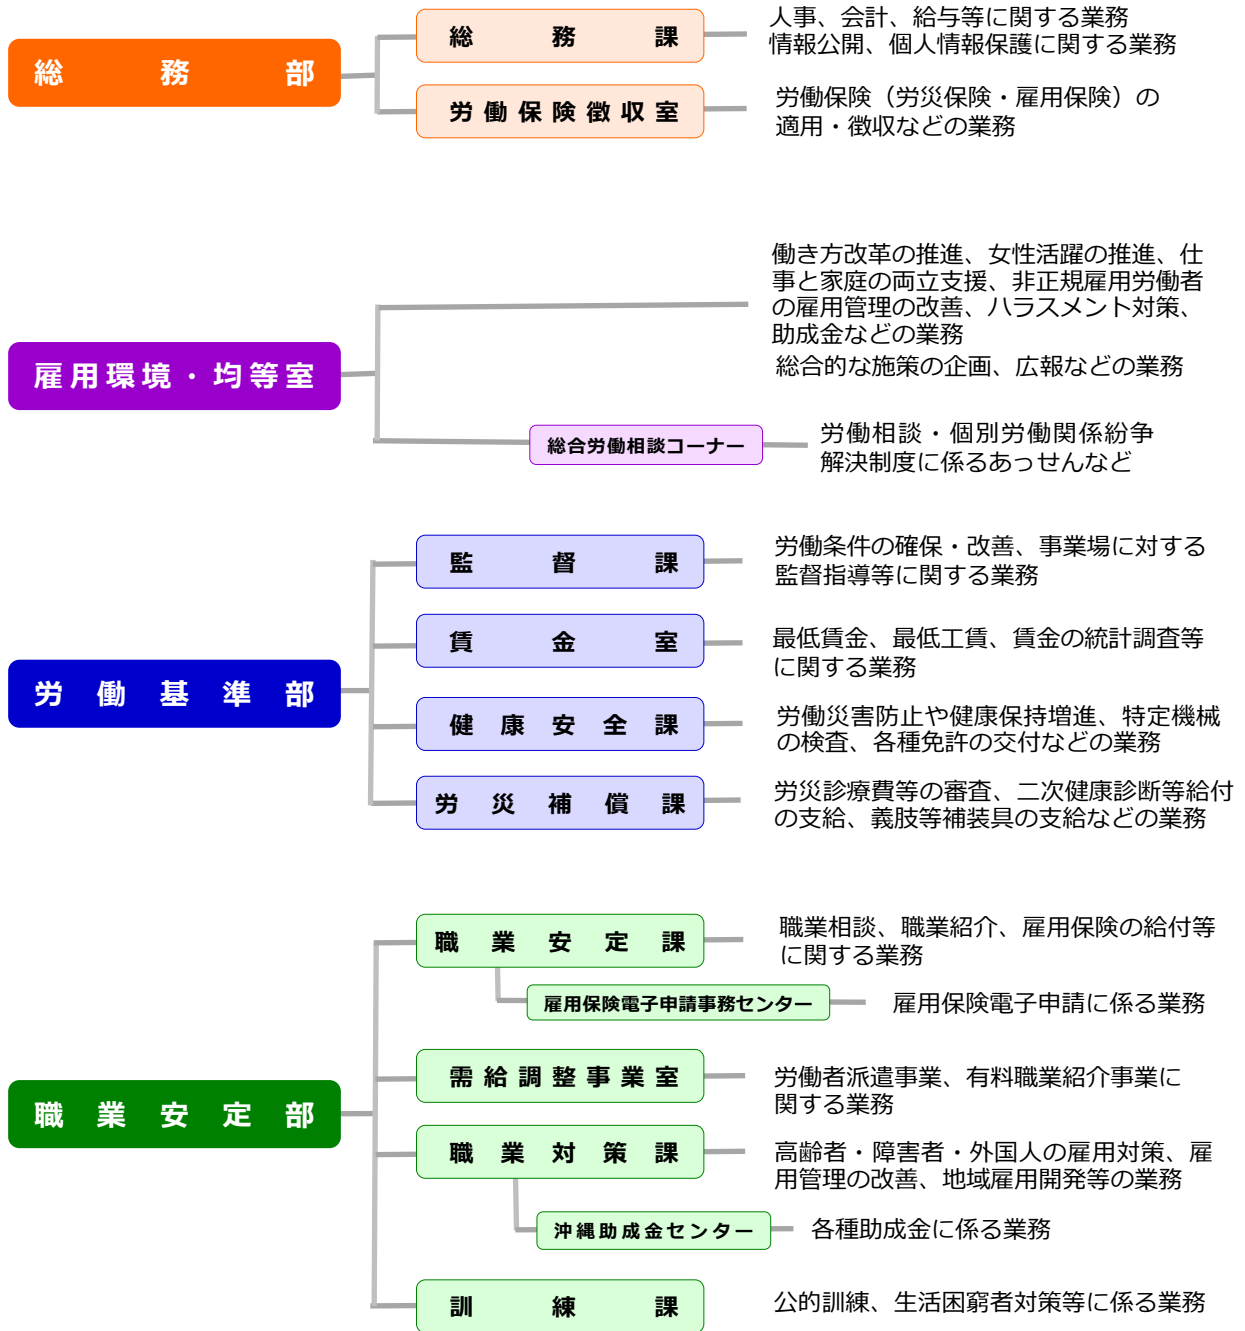 総務部
総務課
人事、会計、給与等に関する業務
情報公開、個人情報保護に関する業務
労働保険徴収室
労働保険（労災保険・雇用保険）の
適用・徴収などの業務
雇用環境・均等室
働き方改革の推進、女性活躍の推進、仕
事と家庭の両立支援、非正規雇用労働者
の雇用管理の改善、ハラスメント対策、
助成金などの業務
総合的な施策の企画、広報などの業務
総合労働相談コーナー
労働相談・個別労働関係紛争
解決制度に係るあっせんなど
労働基準部
監督課
労働条件の確保・改善、事業場に対する
監督指導等に関する業務
賃金室
最低賃金、最低工賃、賃金の統計調査等
に関する業務
健康安全課
労働災害防止や健康保持増進、特定機械
の検査、各種免許の交付などの業務
労災補償課
労災診療費等の審査、二次健康診断等給付
の支給、義肢等補装具の支給などの業務
職業安定部
職業安定課
職業相談、職業紹介、雇用保険の給付等
に関する業務
雇用保険電子申請事務センター
雇用保険電子申請に係る業務
需給調整事業室
労働者派遣事業、有料職業紹介事業に
関する業務
職業対策課
高齢者・障害者・外国人の雇用対策、雇
用管理の改善、地域雇用開発等の業務
沖縄助成金センター
各種助成金に係る業務
訓練課
公的訓練、生活困窮者対策等に係る業務